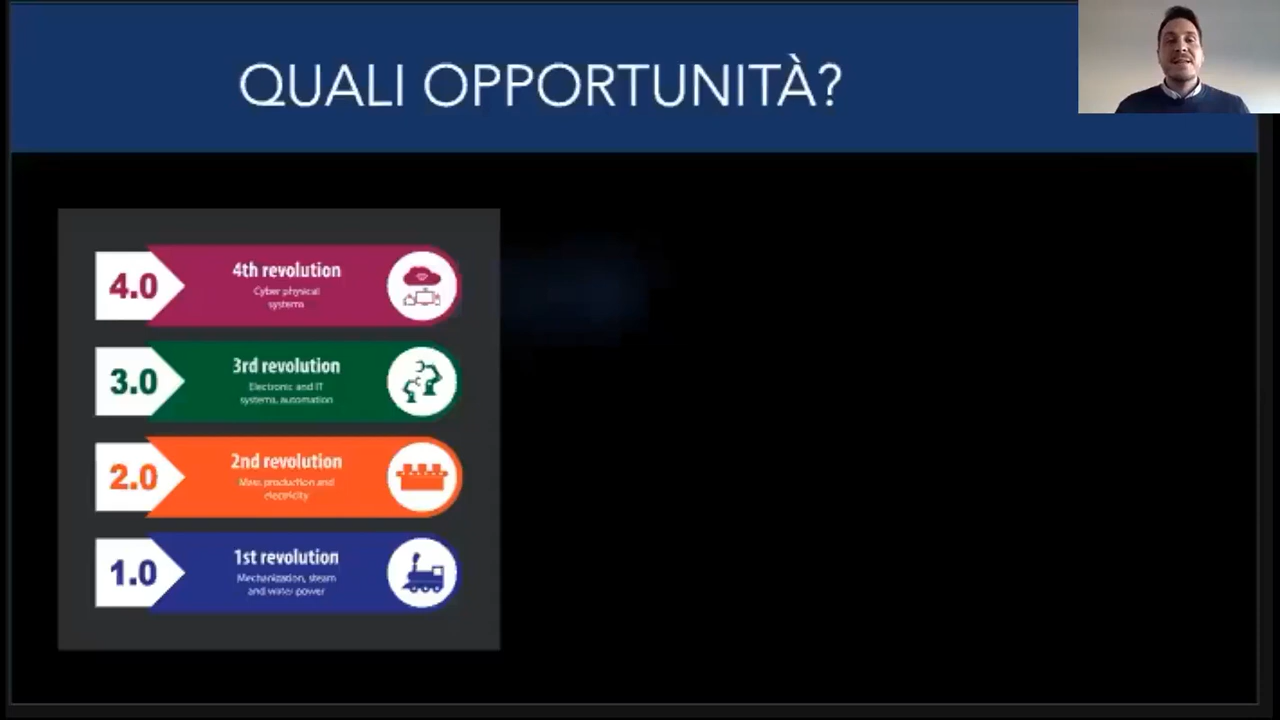 QUALI OPPORTUNITÀ?
4.0
4th revolution
Cyber physical
systems
3.0
3rd revolution
Electronic and IT
systems, automation
2.0
2nd revolution
Mass production and
electricity
1.0
1st revolution
Mechanization, steam
and water power